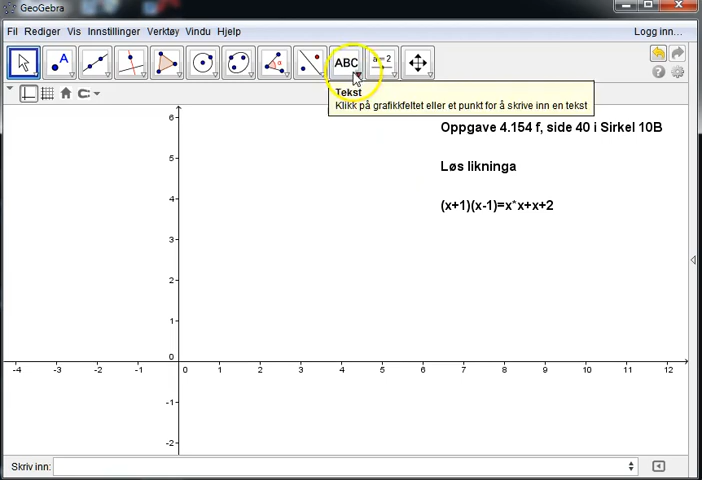 GeoGebra
Fil Rediger Vis Innstillinger Verktøy Vindu Hjelp Logg inn...
ABC a=2
Tekst
Klikk på grafikkfeltet eller et punkt for å skrive inn en tekst
Oppgave 4.154 f, side 40 i Sirkel 10B
Løs likninga
(x+1)(x-1)=x*x+x+2
6
5
4
3
2
1
0
-4 -3 -2 -1 0 1 2 3 4 5 6 7 8 9 10 11 12
-1
-2
Skriv inn: